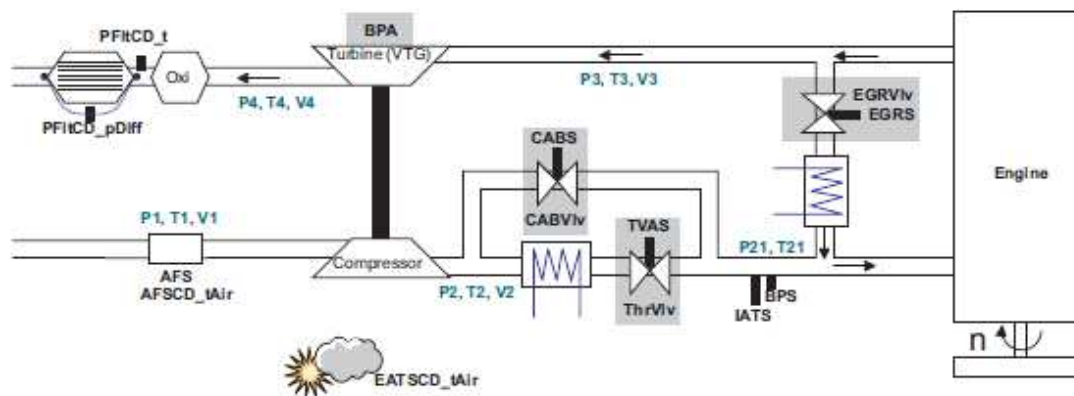 BPA
PFltCD_t
Turbine (VTG)
Oxi
P3, T3, V3
P4, T4, V4
EGRVlv
EGRS
PFltCD_pDiff
CABS
Engine
P1, T1, V1
CABVlv
TVAS
P21, T21
Compressor
AFS
AFSCD_tAir
P2, T2, V2
ThrVlv
BPS
IATS
n
EATSCD_tAir